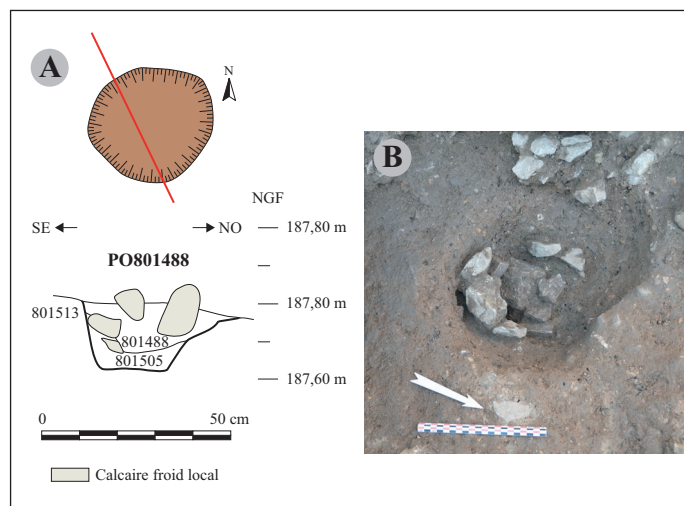 A
N
NGF
SE
NO
187,80 m
PO801488
187,80 m
801513
801488
801505
187,60 m
0
50 cm
Calcaire froid local
B